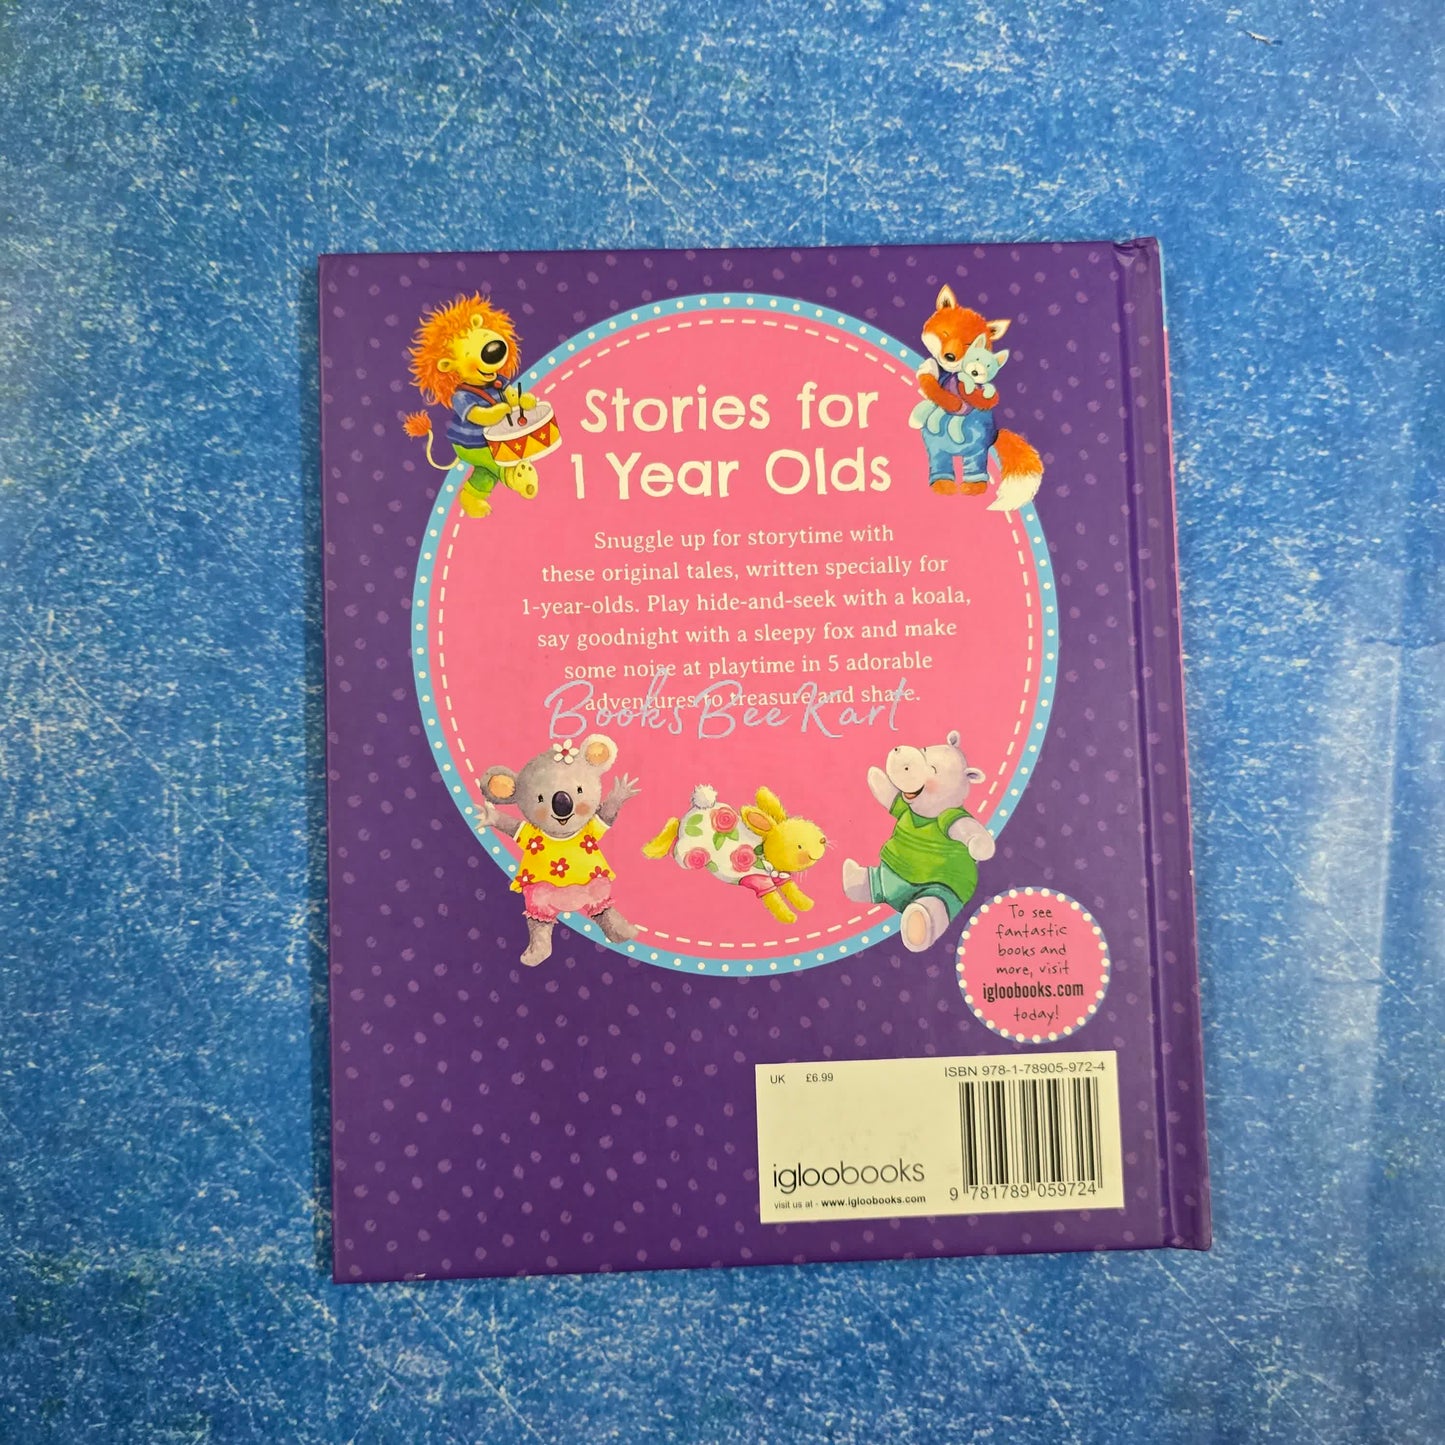 Stories for
1 Year Olds
Snuggle up for storytime with
these original tales, written specially for
1-year-olds. Play hide-and-seek with a koala,
say goodnight with a sleepy fox and make
some noise at playtime in 5 adorable
adventures to treasure and share.
BooksBeeKart
To see
fantastic
books and
more, visit
igloobooks.com
today!
UK £6.99
ISBN 978-1-78905-972-4
igloobooks
visit us at - www.igloobooks.com
9 781789 059724